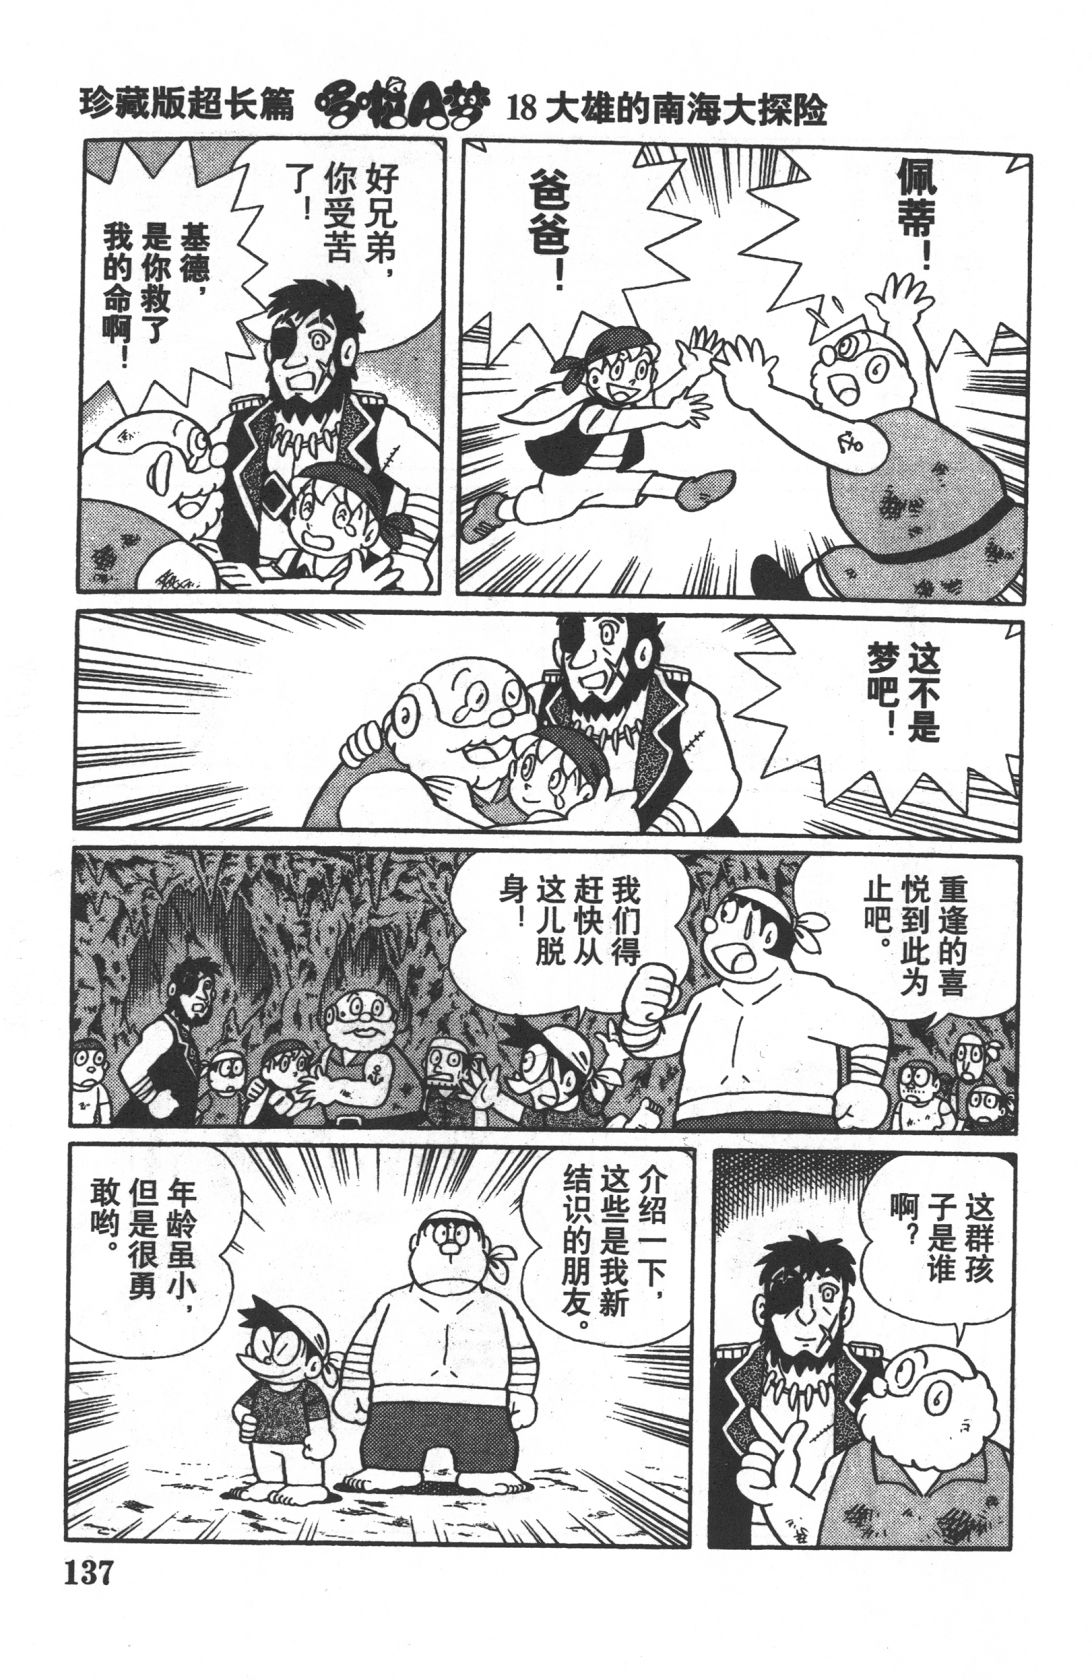 珍藏版超长篇 哆啦A梦 18 大雄的南海大探险
佩蒂！
爸爸！
好兄弟，
你受苦
了！
基德，
是你救了
我的命啊！
这不是
梦吧！
重逢的喜
悦到此为
止吧。
我们得
赶快从
这儿脱
身！
这群孩
子是谁
啊？
介绍一下，
这些是我新
结识的朋友。
年龄虽小，
但是很勇
敢哟。
137